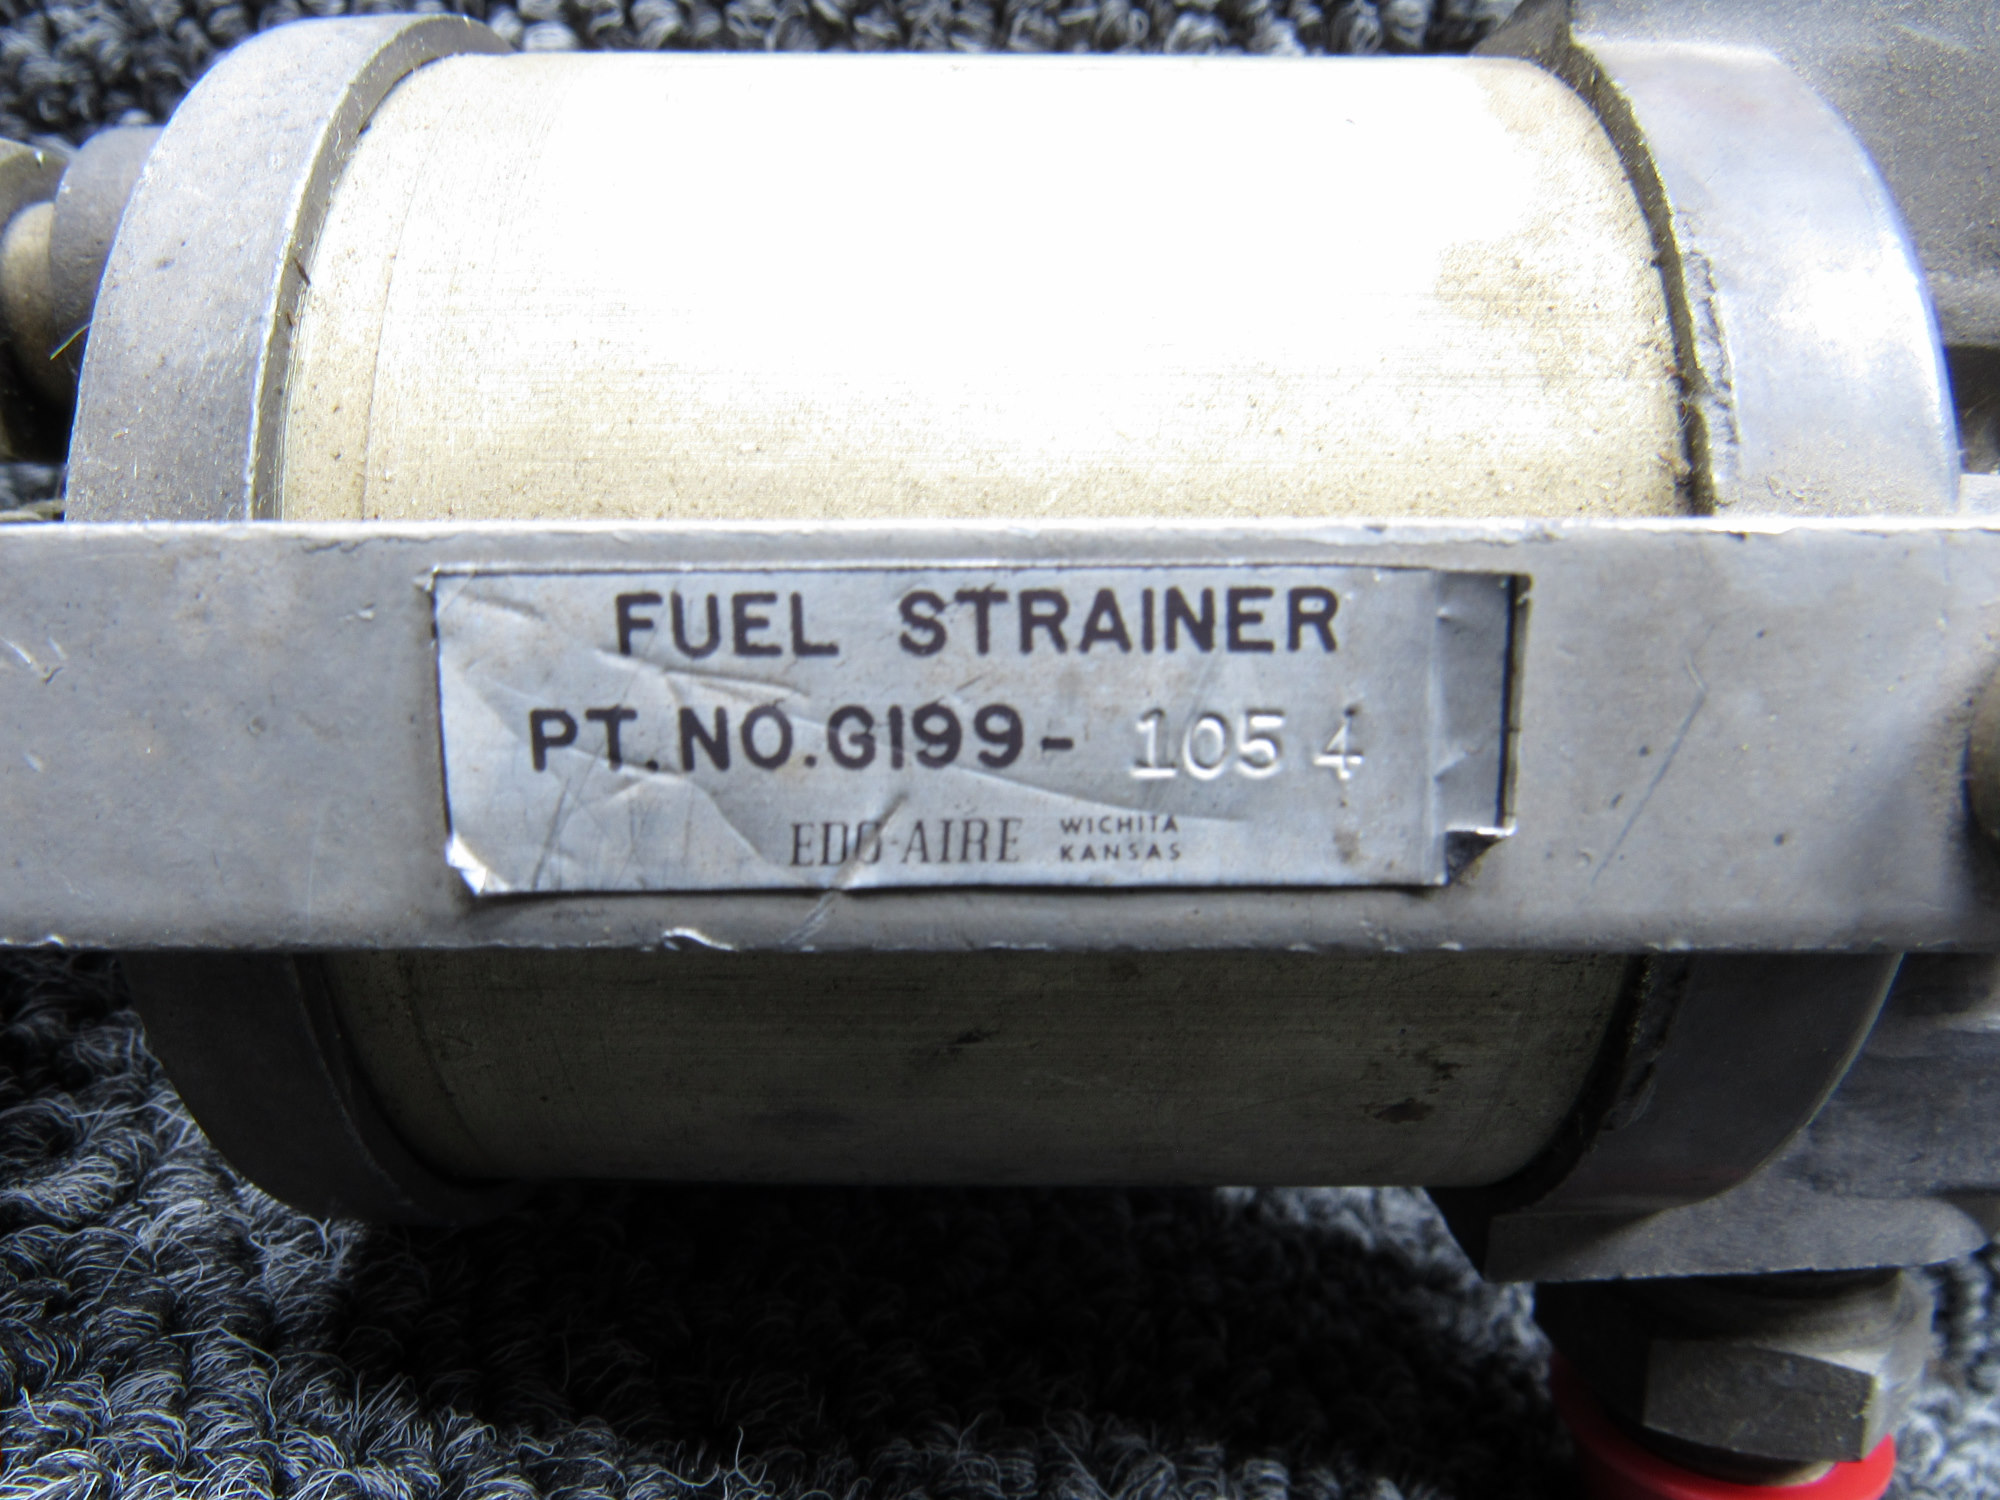 FUEL STRAINER
PT. NO. G199- 105 4
EDO-AIRE WICHITA
KANSAS